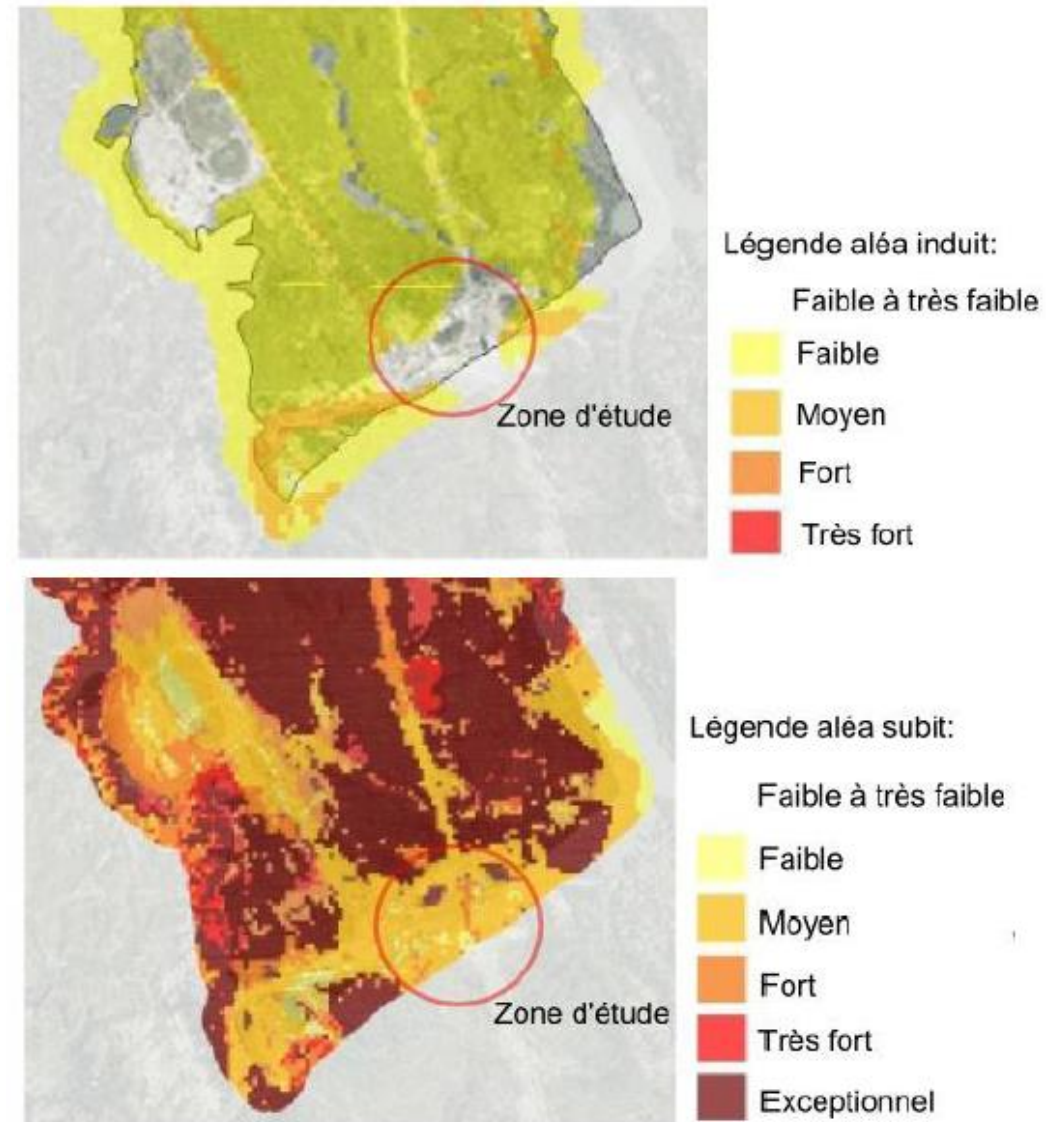 Zone d'étude
Légende aléa induit:
Faible à très faible
Faible
Moyen
Fort
Très fort
Zone d'étude
Légende aléa subit:
Faible à très faible
Faible
Moyen
Fort
Très fort
Exceptionnel